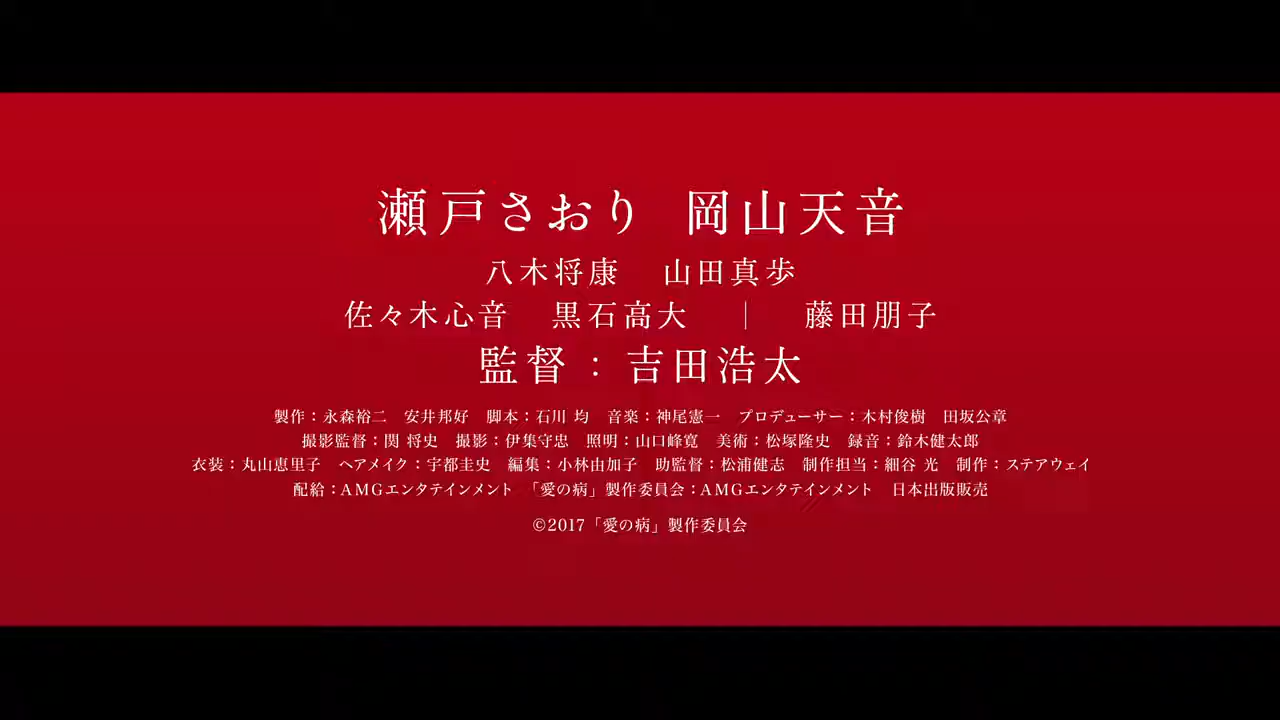 瀬戸さおり 岡山天音
八木将康 山田真歩
佐々木心音 黒石高大 | 藤田朋子
監督：吉田浩太
製作：永森裕二 安井邦好 脚本：石川 均 音楽：神尾憲一 プロデューサー：木村俊樹 田坂公章
撮影監督：関 将史 撮影：伊集守忠 照明：山口峰寛 美術：松塚隆史 録音：鈴木健太郎
衣装：丸山恵里子 ヘアメイク：宇都圭史 編集：小林由加子 助監督：松浦健志 制作担当：細谷 光 制作：ステアウェイ
配給：AMGエンタテインメント 「愛の病」製作委員会：AMGエンタテインメント 日本出版販売
©2017「愛の病」製作委員会